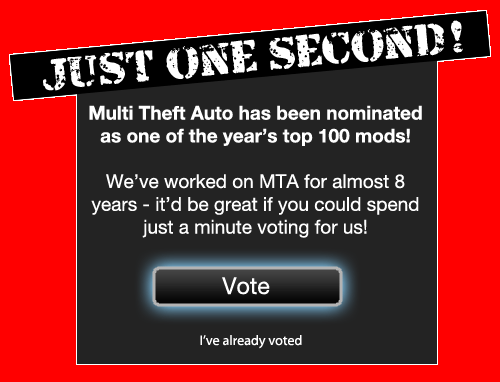 JUST ONE SECOND!
Multi Theft Auto has been nominated
as one of the year’s top 100 mods!
We’ve worked on MTA for almost 8
years - it’d be great if you could spend
just a minute voting for us!
Vote
I’ve already voted